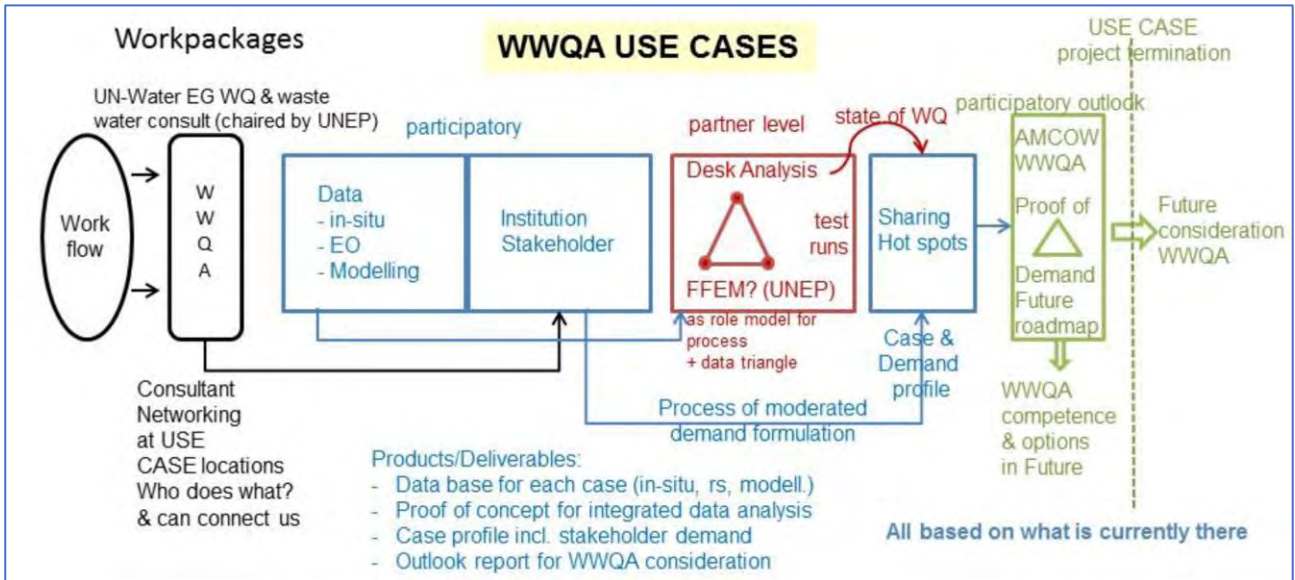 Workpackages
WWQA USE CASES
USE CASE
project termination
UN-Water EG WQ & waste
water consult (chaired by UNEP)
participatory
partner level
state of WQ
participatory outlook
Work
flow
W
W
Q
A
Data
- in-situ
- EO
- Modelling
Institution
Stakeholder
Desk Analysis
test
runs
FFEM? (UNEP)
as role model for
process
+ data triangle
Sharing
Hot spots
AMCOW
WWQA
Proof of
Demand
Future
roadmap
Future
consideration
WWQA
Case &
Demand
profile
Process of moderated
demand formulation
WWQA
competence
& options
in Future
Consultant
Networking
at USE
CASE locations
Who does what?
& can connect us
Products/Deliverables:
- Data base for each case (in-situ, rs, modell.)
- Proof of concept for integrated data analysis
- Case profile incl. stakeholder demand
- Outlook report for WWQA consideration
All based on what is currently there